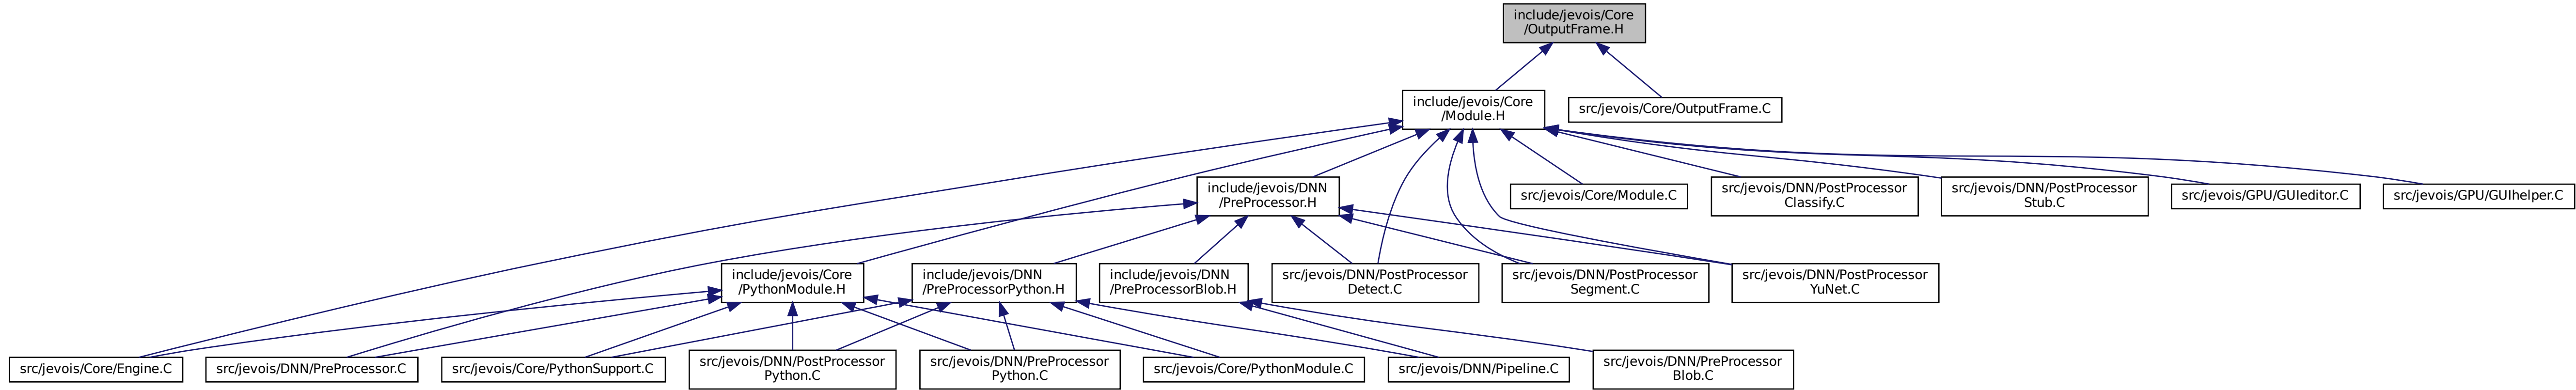 include/jevois/Core
/OutputFrame.H
include/jevois/Core
/Module.H
src/jevois/Core/OutputFrame.C
include/jevois/DNN
/PreProcessor.H
src/jevois/Core/Module.C
src/jevois/DNN/PostProcessor
Classify.C
src/jevois/DNN/PostProcessor
Stub.C
src/jevois/GPU/GUIeditor.C
src/jevois/GPU/GUIhelper.C
include/jevois/Core
/PythonModule.H
include/jevois/DNN
/PreProcessorPython.H
include/jevois/DNN
/PreProcessorBlob.H
src/jevois/DNN/PostProcessor
Detect.C
src/jevois/DNN/PostProcessor
Segment.C
src/jevois/DNN/PostProcessor
YuNet.C
src/jevois/Core/Engine.C
src/jevois/DNN/PreProcessor.C
src/jevois/Core/PythonSupport.C
src/jevois/DNN/PostProcessor
Python.C
src/jevois/DNN/PreProcessor
Python.C
src/jevois/Core/PythonModule.C
src/jevois/DNN/Pipeline.C
src/jevois/DNN/PreProcessor
Blob.C